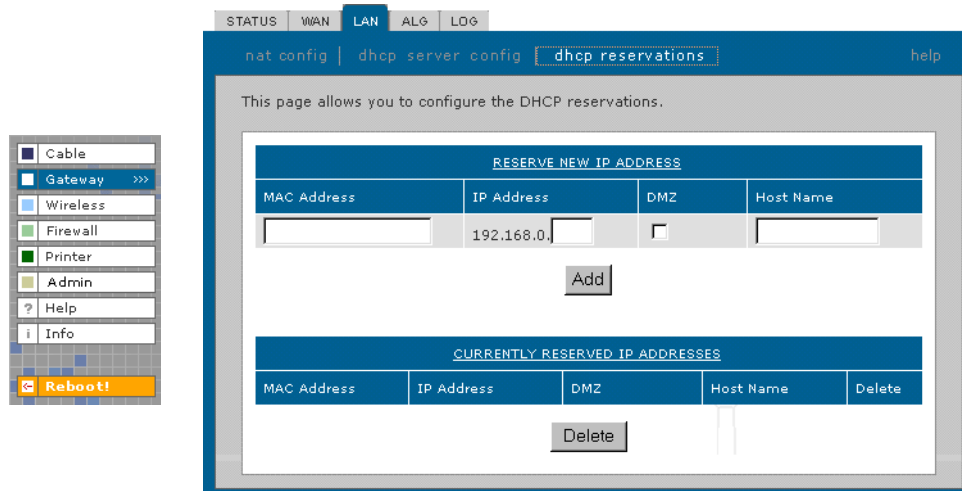 STATUS WAN LAN ALG LOG
nat config dhcp server config dhcp reservations help
This page allows you to configure the DHCP reservations.
Cable
Gateway >>>
Wireless
Firewall
Printer
Admin
? Help
i Info
Reboot!
RESERVE NEW IP ADDRESS
MAC Address IP Address DMZ Host Name
192.168.0.
Add
CURRENTLY RESERVED IP ADDRESSES
MAC Address IP Address DMZ Host Name Delete
Delete